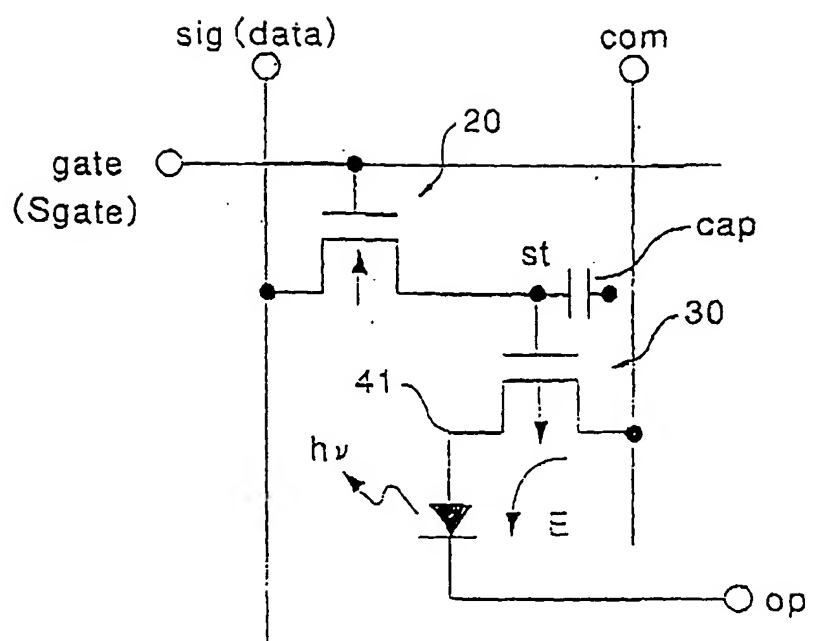 sig (data)
com
20
gate
(Sgate)
cap
st
30
41
hν
E
op